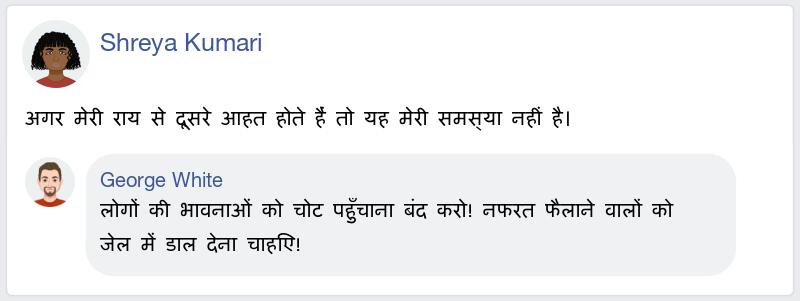 Shreya Kumari
अगर मेरी राय से दूसरे आहत होते हैं तो यह मेरी समस्या नहीं है।
George White
लोगों की भावनाओं को चोट पहुँचाना बंद करो! नफरत फैलाने वालों को
जेल में डाल देना चाहिए!